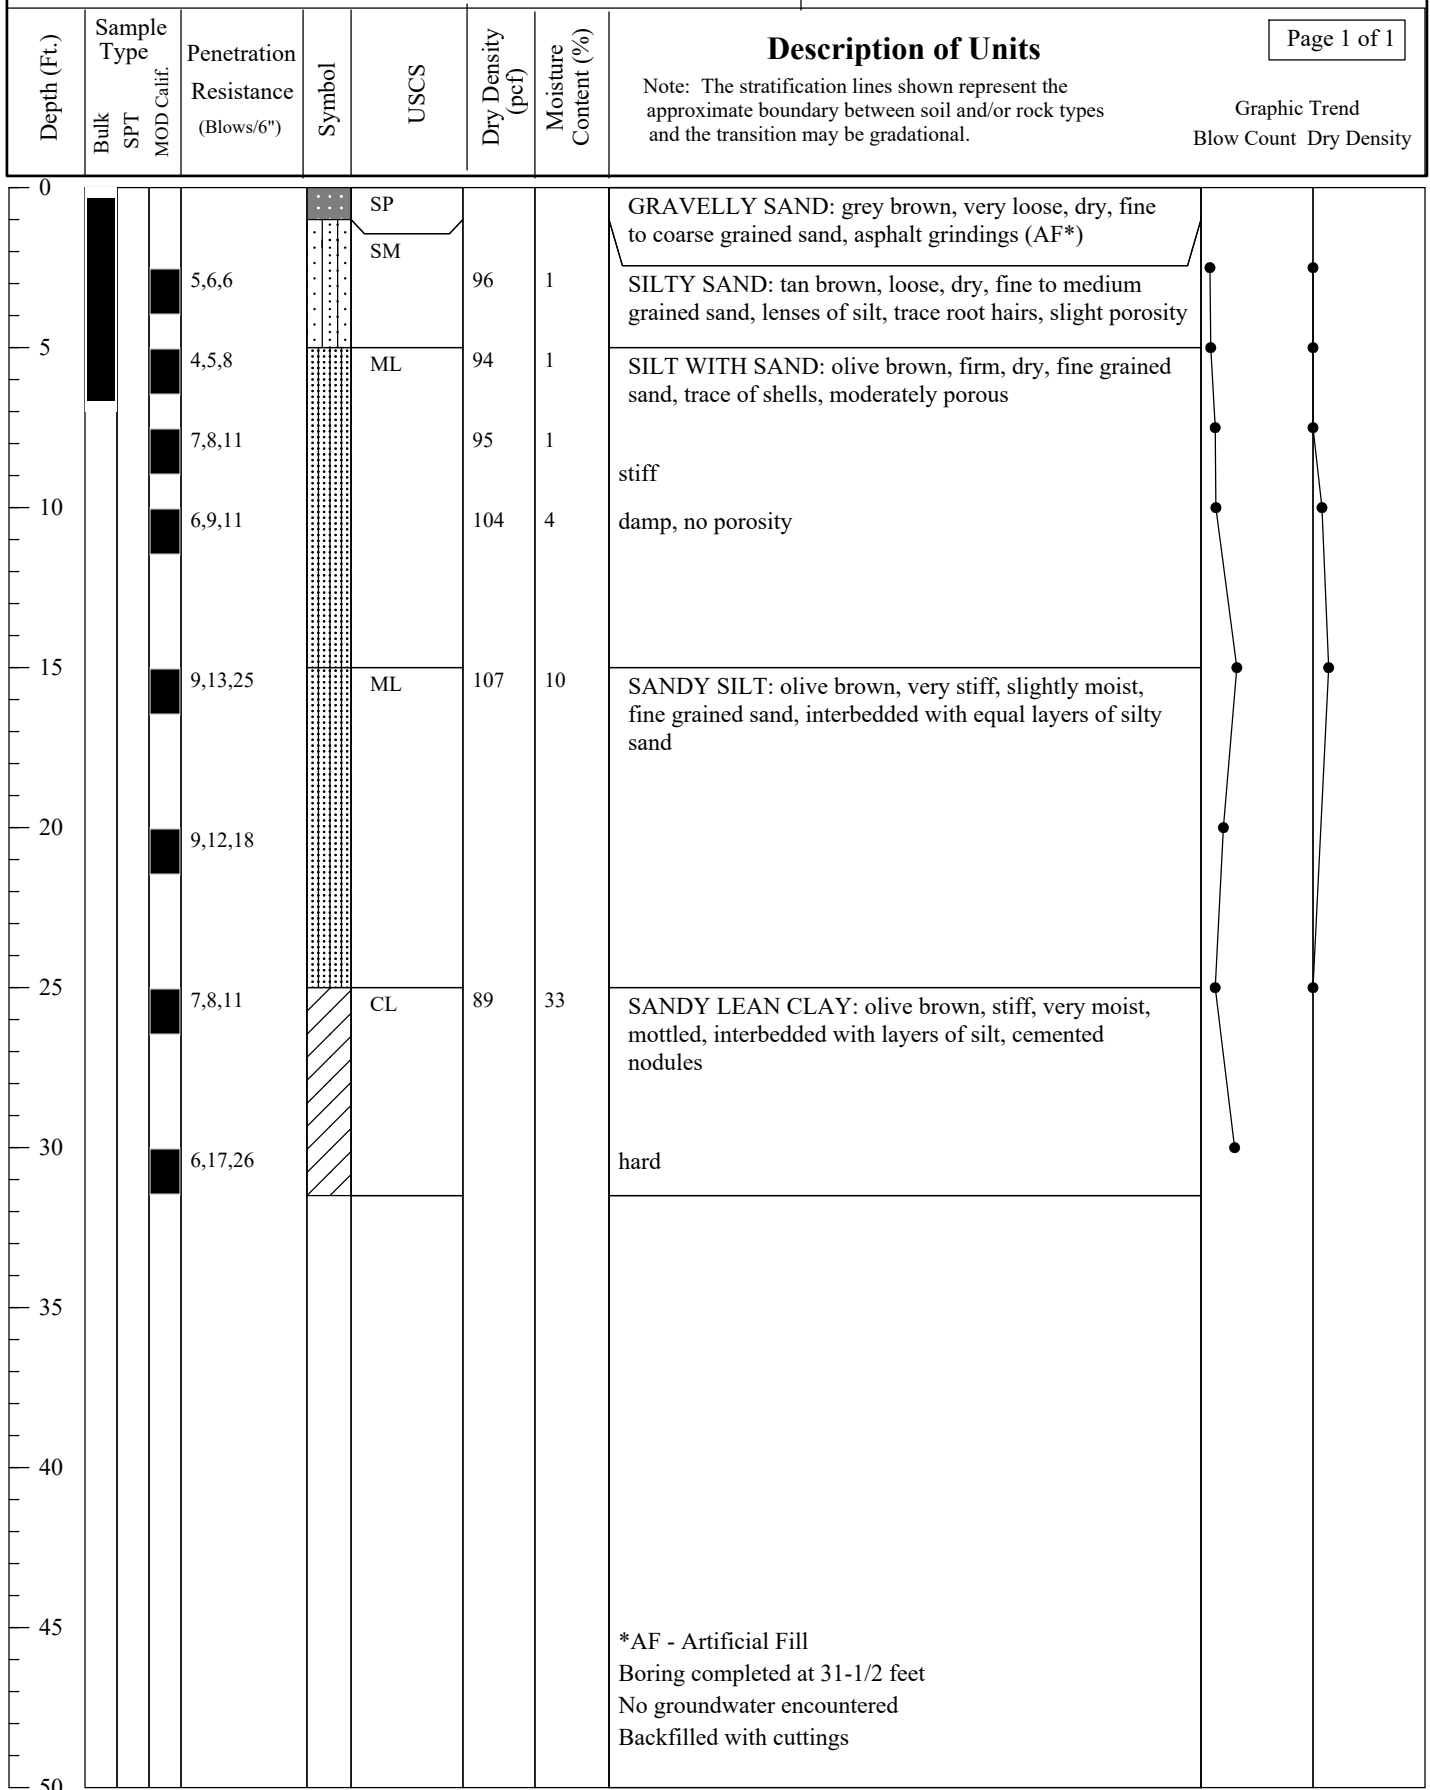 Depth (Ft.)
Sample
Type
Bulk
SPT
MOD Calif.
Penetration
Resistance
(Blows/6")
Symbol
USCS
Dry Density
(pcf)
Moisture
Content (%)
Description of Units
Page 1 of 1
Note: The stratification lines shown represent the
approximate boundary between soil and/or rock types
and the transition may be gradational.
Graphic Trend
Blow Count Dry Density
0
SP
GRAVELLY SAND: grey brown, very loose, dry, fine
to coarse grained sand, asphalt grindings (AF*)
SM
5,6,6
96
1
SILTY SAND: tan brown, loose, dry, fine to medium
grained sand, lenses of silt, trace root hairs, slight porosity
5
4,5,8
ML
94
1
SILT WITH SAND: olive brown, firm, dry, fine grained
sand, trace of shells, moderately porous
7,8,11
95
1
stiff
10
6,9,11
104
4
damp, no porosity
15
9,13,25
ML
107
10
SANDY SILT: olive brown, very stiff, slightly moist,
fine grained sand, interbedded with equal layers of silty
sand
20
9,12,18
25
7,8,11
CL
89
33
SANDY LEAN CLAY: olive brown, stiff, very moist,
mottled, interbedded with layers of silt, cemented
nodules
30
6,17,26
hard
35
40
45
*AF - Artificial Fill
Boring completed at 31-1/2 feet
No groundwater encountered
Backfilled with cuttings
50